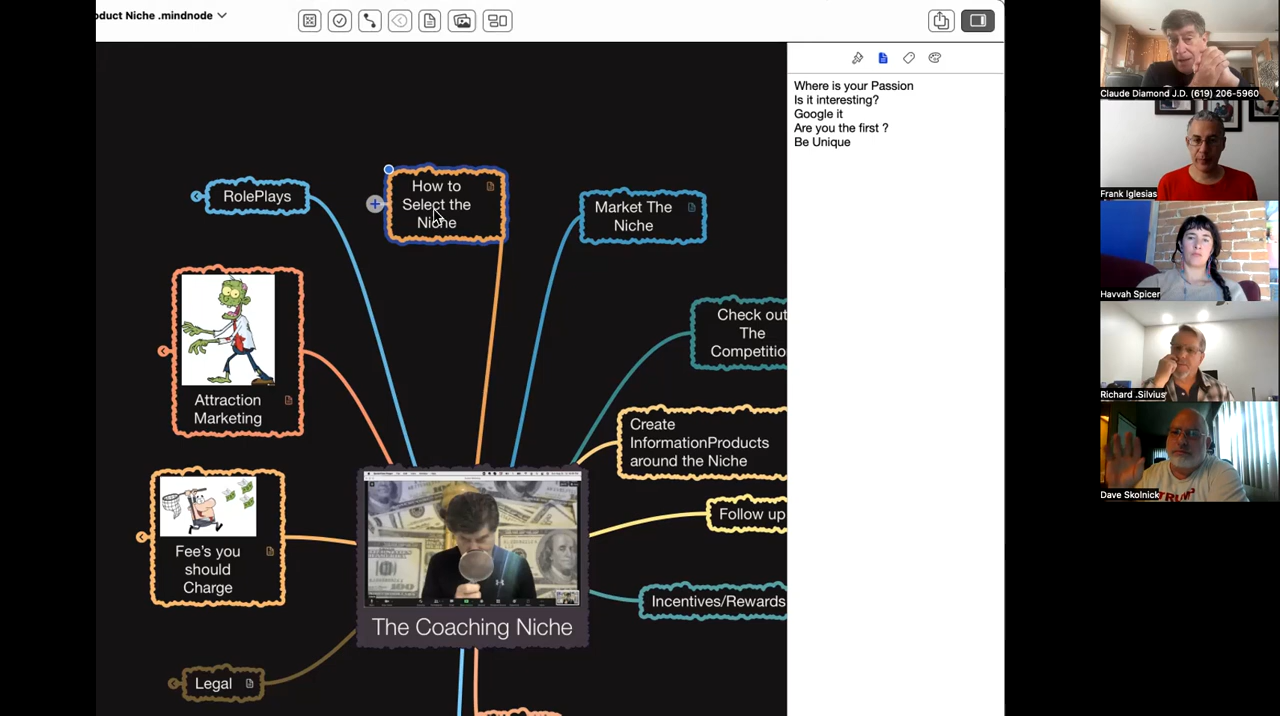 oduct Niche .mindnode
Where is your Passion
Is it interesting?
Google it
Are you the first ?
Be Unique
RolePlays
How to
Select the
Niche
Market The
Niche
Check out
The
Competitio
Attraction
Marketing
Create
InformationProducts
around the Niche
Follow up
Fee's you
should
Charge
Incentives/Rewards
The Coaching Niche
Legal
Claude Diamond J.D. (619) 206-5960
Frank Iglesias
Havvah Spicer
Richard .Silvius
Dave Skolnick